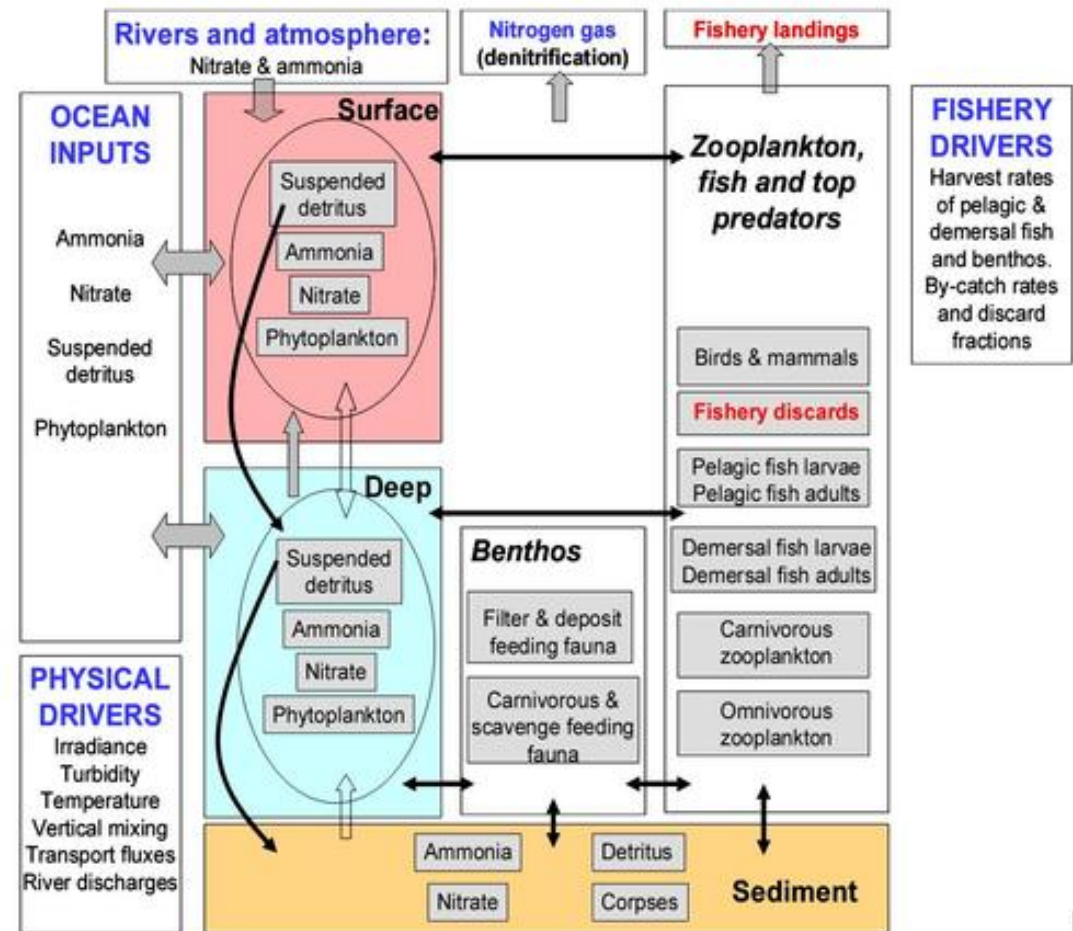 Rivers and atmosphere:
Nitrate & ammonia
Nitrogen gas
(denitrification)
Fishery landings
OCEAN
INPUTS
Ammonia
Nitrate
Suspended
detritus
Phytoplankton
Surface
Suspended
detritus
Ammonia
Nitrate
Phytoplankton
Zooplankton,
fish and top
predators
Birds & mammals
Fishery discards
Pelagic fish larvae
Pelagic fish adults
Demersal fish larvae
Demersal fish adults
Carnivorous
zooplankton
Omnivorous
zooplankton
FISHERY
DRIVERS
Harvest rates
of pelagic &
demersal fish
and benthos.
By-catch rates
and discard
fractions
Deep
Suspended
detritus
Ammonia
Nitrate
Phytoplankton
Benthos
Filter & deposit
feeding fauna
Carnivorous &
scavenge feeding
fauna
PHYSICAL
DRIVERS
Irradiance
Turbidity
Temperature
Vertical mixing
Transport fluxes
River discharges
Ammonia
Detritus
Nitrate
Corpses
Sediment